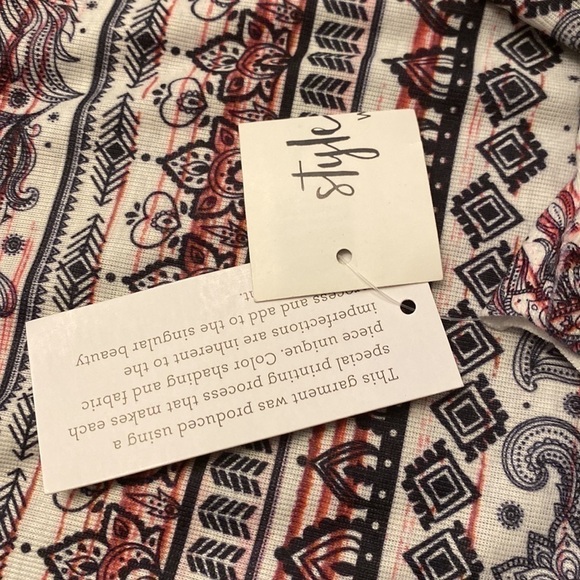 style
This garment was produced using a
special printing process that makes each
piece unique. Color shading and fabric
imperfections are inherent to the
process and add to the singular beauty